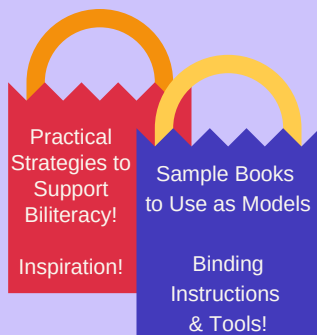 Practical
Strategies to
Support
Biliteracy!
Inspiration!
Sample Books
to Use as Models
Binding
Instructions
& Tools!